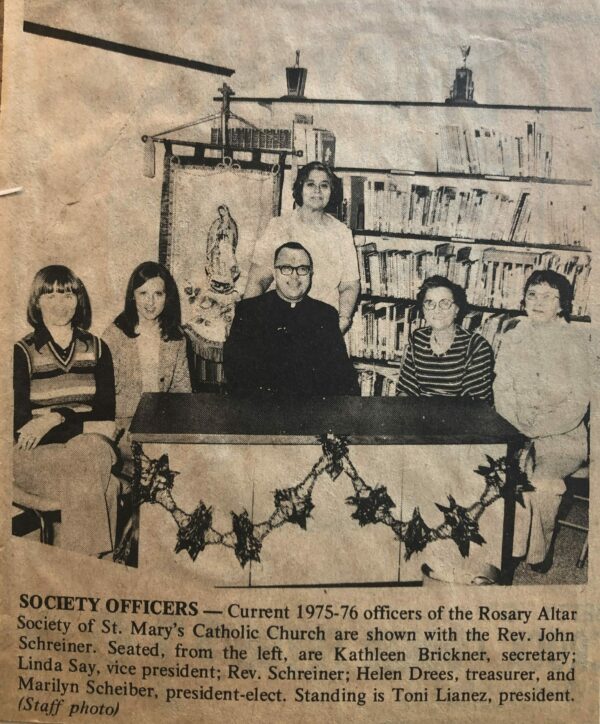 SOCIETY OFFICERS — Current 1975-76 officers of the Rosary Altar
Society of St. Mary's Catholic Church are shown with the Rev. John
Schreiner. Seated, from the left, are Kathleen Brickner, secretary;
Linda Say, vice president; Rev. Schreiner; Helen Drees, treasurer, and
Marilyn Scheiber, president-elect. Standing is Toni Lianez, president.
(Staff photo)